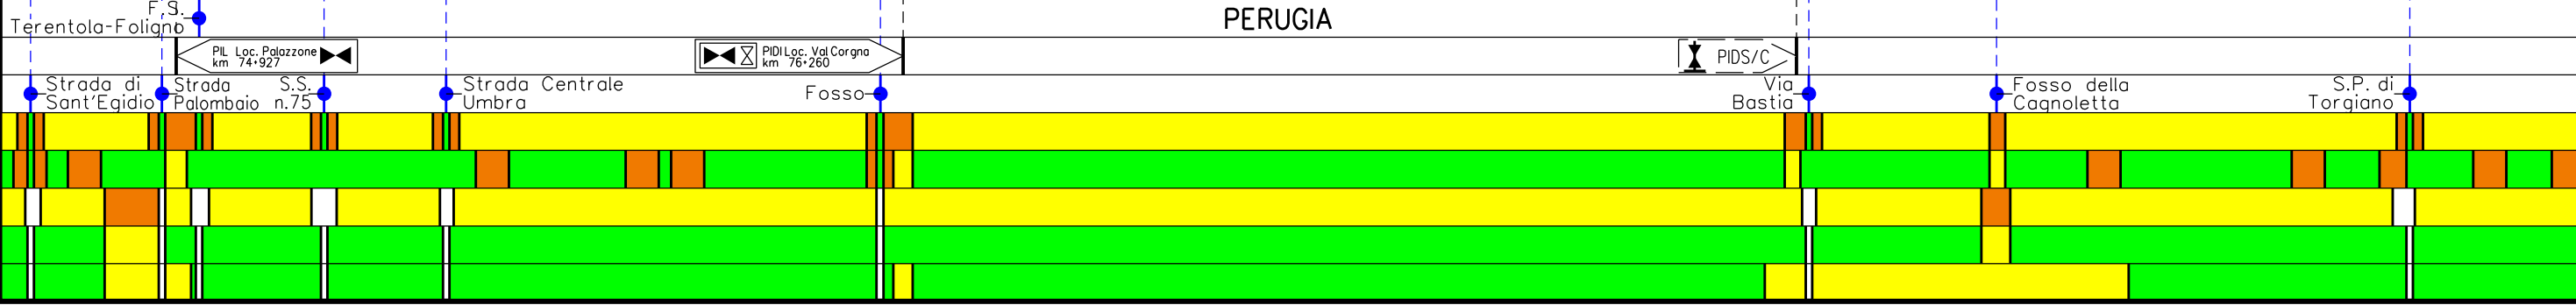 F.S.
Terentola-Foligno
PERUGIA
PIL Loc. Palazzone
km 74+927
PIDI Loc. Val Corgna
km 76+260
PIDS/C
Strada di
Sant'Egidio
Strada
Palombaio
S.S.
n.75
Strada Centrale
Umbra
Fosso
Via
Bastia
Fosso della
Cagnoletta
S.P. di
Torgiano